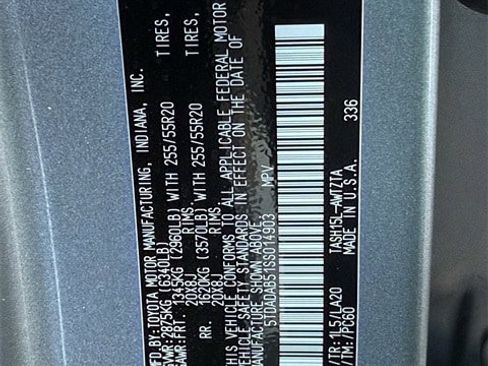 MFD.BY:TOYOTA MOTOR MANUFACTURING, INDIANA, INC.
GVWR:2875KG (6340LB)
GAWR:FRT. 1345KG (2960LB) WITH 255/55R20 TIRES,
20X8J RIMS,
RR. 1620KG (3570LB) WITH 255/55R20 TIRES,
20X8J RIMS,
THIS VEHICLE CONFORMS TO ALL APPLICABLE FEDERAL MOTOR
VEHICLE SAFETY STANDARDS IN EFFECT ON THE DATE OF
MANUFACTURE SHOWN ABOVE.
5TDADAB51SS014903 MPV
/TR:1L5/LA20 TASH15L-AWTZTA 336
/TM:/PC60 MADE IN U.S.A.